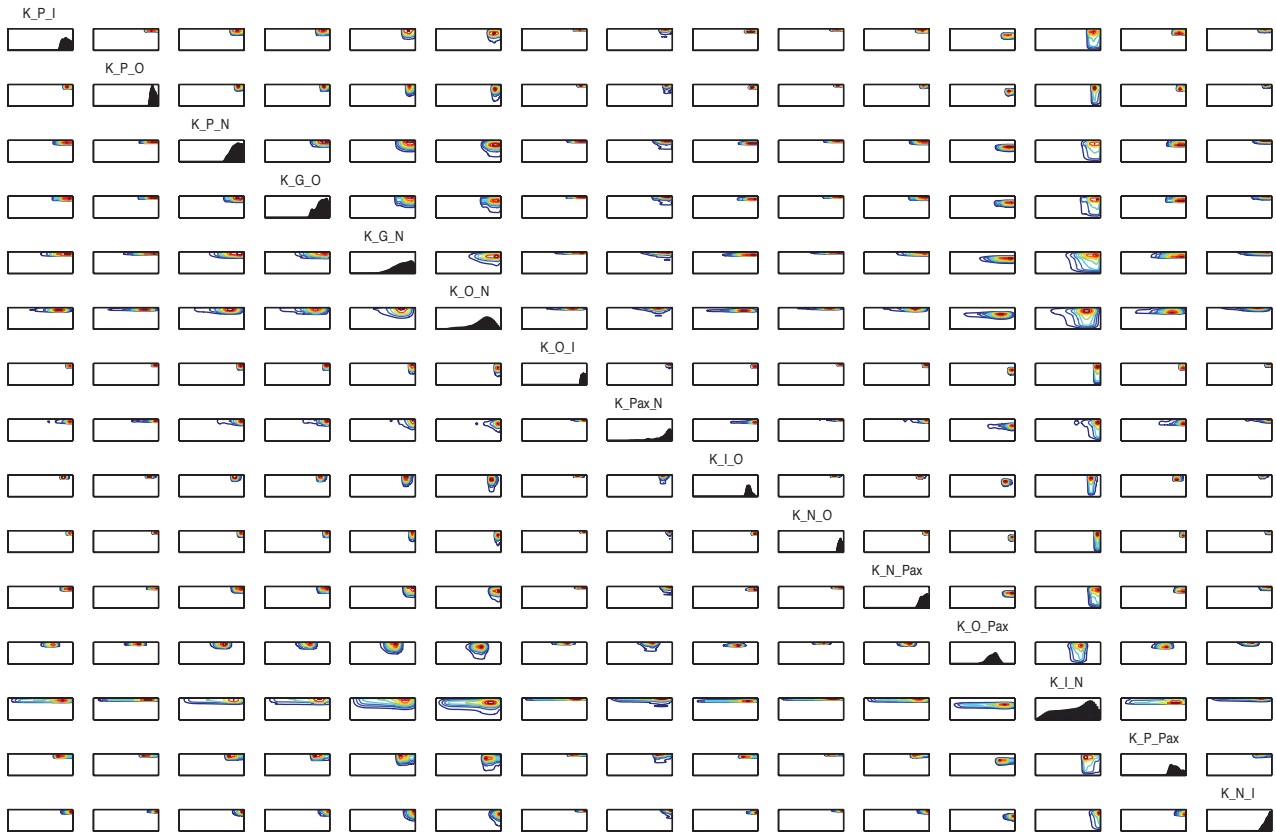 K_P_I
K_P_O
K_P_N
K_G_O
K_G_N
K_O_N
K_O_I
K_Pax_N
K_I_O
K_N_O
K_N_Pax
K_O_Pax
K_I_N
K_P_Pax
K_N_I